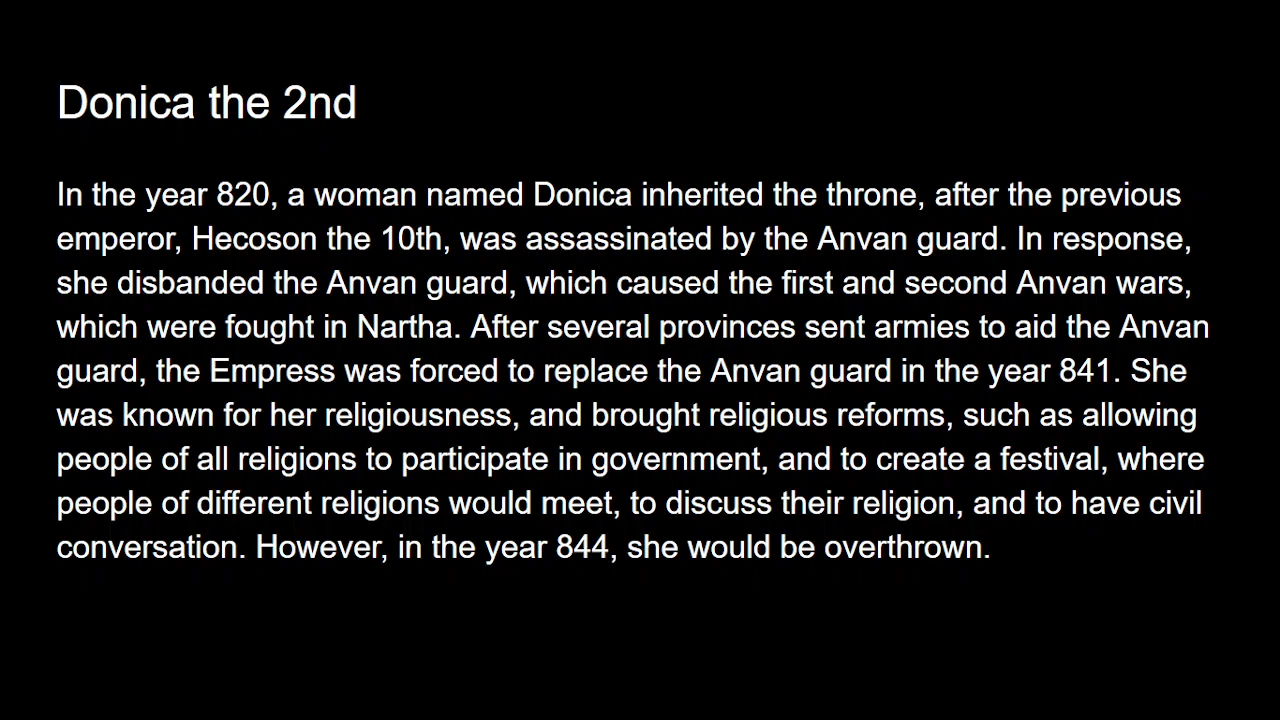 Donica the 2nd
In the year 820, a woman named Donica inherited the throne, after the previous
emperor, Hecoson the 10th, was assassinated by the Anvan guard. In response,
she disbanded the Anvan guard, which caused the first and second Anvan wars,
which were fought in Nartha. After several provinces sent armies to aid the Anvan
guard, the Empress was forced to replace the Anvan guard in the year 841. She
was known for her religiousness, and brought religious reforms, such as allowing
people of all religions to participate in government, and to create a festival, where
people of different religions would meet, to discuss their religion, and to have civil
conversation. However, in the year 844, she would be overthrown.